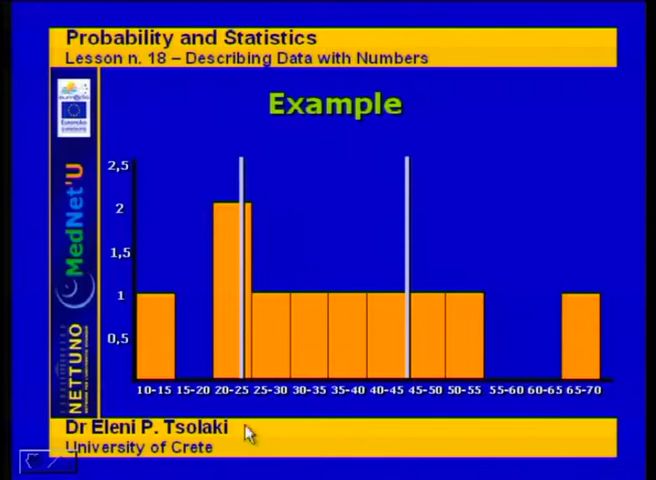 Probability and Statistics
Lesson n. 18 – Describing Data with Numbers
Example
MedNet'U
NETTUNO
2,5
2
1,5
1
0,5
10-15 15-20 20-25 25-30 30-35 35-40 40-45 45-50 50-55 55-60 60-65 65-70
Dr Eleni P. Tsolaki
University of Crete